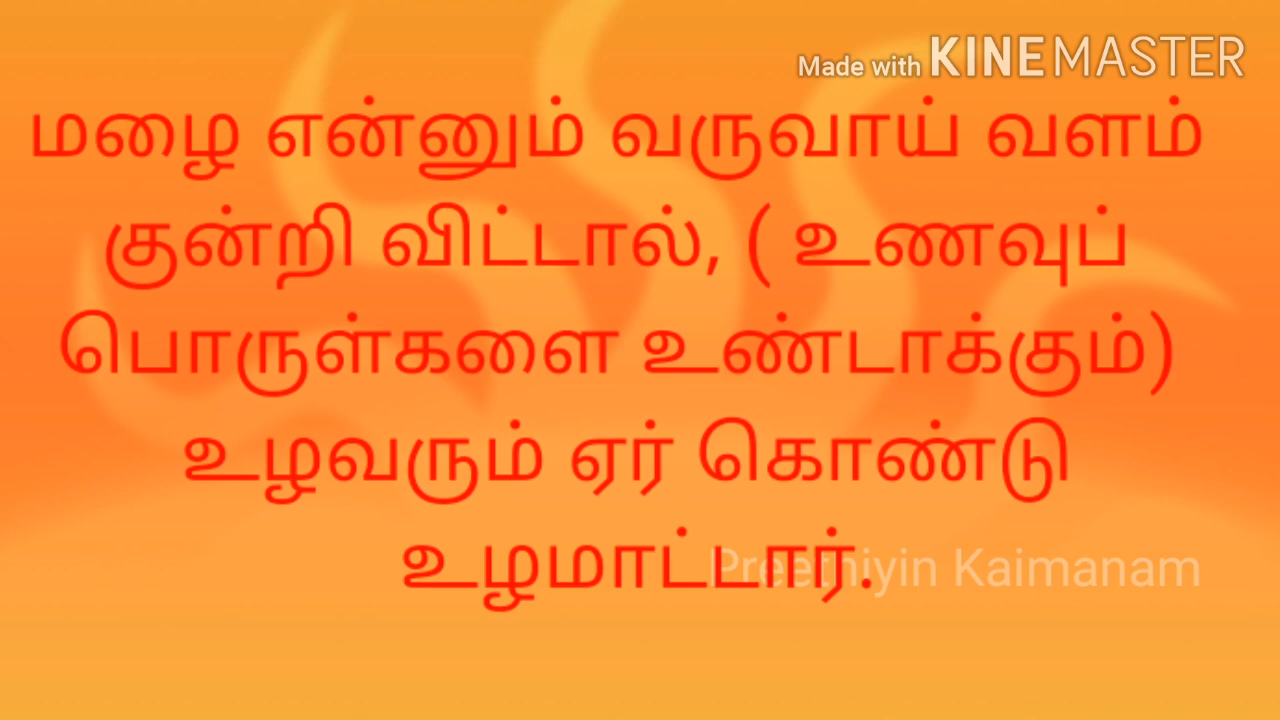 Made with KINEMASTER
மழை என்னும் வருவாய் வளம்
குன்றி விட்டால், ( உணவுப்
பொருள்களை உண்டாக்கும்)
உழவரும் ஏர் கொண்டு
உழமாட்டார்.
Preethiyin Kaimanam